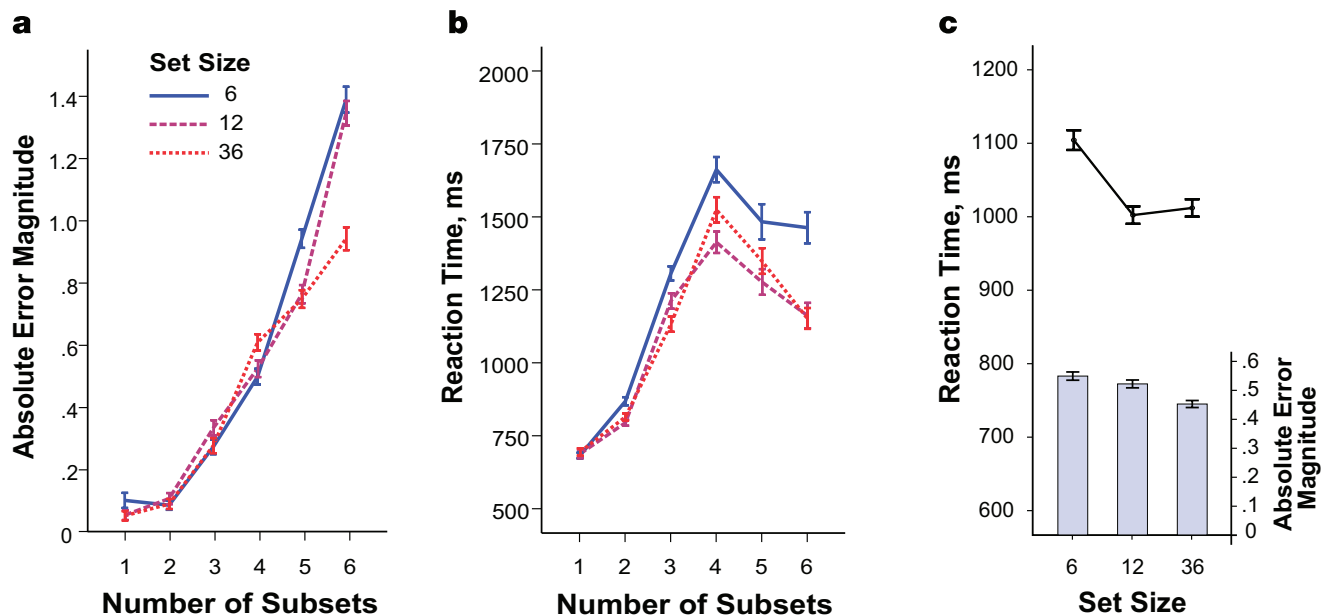 a
Set Size
6
12
36
1.4
1.2
1.0
.8
.6
.4
.2
0
Absolute Error Magnitude
1 2 3 4 5 6
Number of Subsets
b
2000
1750
1500
1250
1000
750
500
Reaction Time, ms
1 2 3 4 5 6
Number of Subsets
c
1200
1100
1000
900
800
700
600
Reaction Time, ms
.6
.5
.4
.3
.2
.1
0
Absolute Error
Magnitude
6 12 36
Set Size